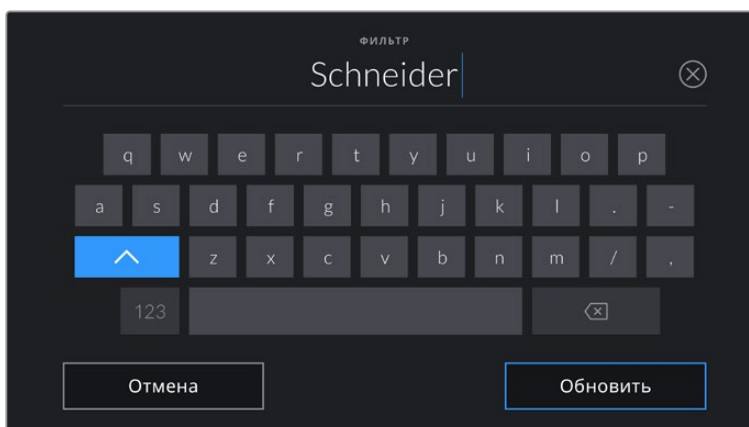 ФИЛЬТР
Schneider
q w e r t y u i o p
a s d f g h j k l . -
z x c v b n m / ,
123
Отмена Обновить